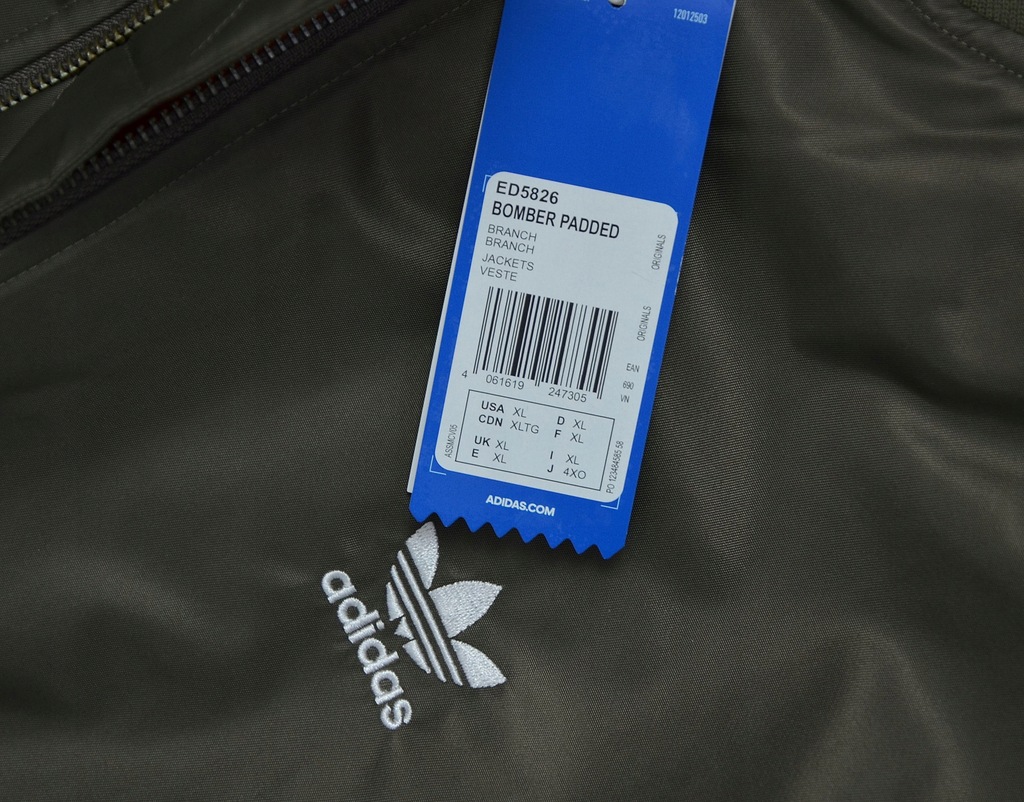 12012503
ED5826
BOMBER PADDED
BRANCH
BRANCH
JACKETS
VESTE
ORIGINALS
ORIGINALS
4 061619 247305
EAN
690
VN
USA XL D XL
CDN XLTG F XL
UK XL I XL
E XL J 4XO
ASSMCV05
ADIDAS.COM
adidas